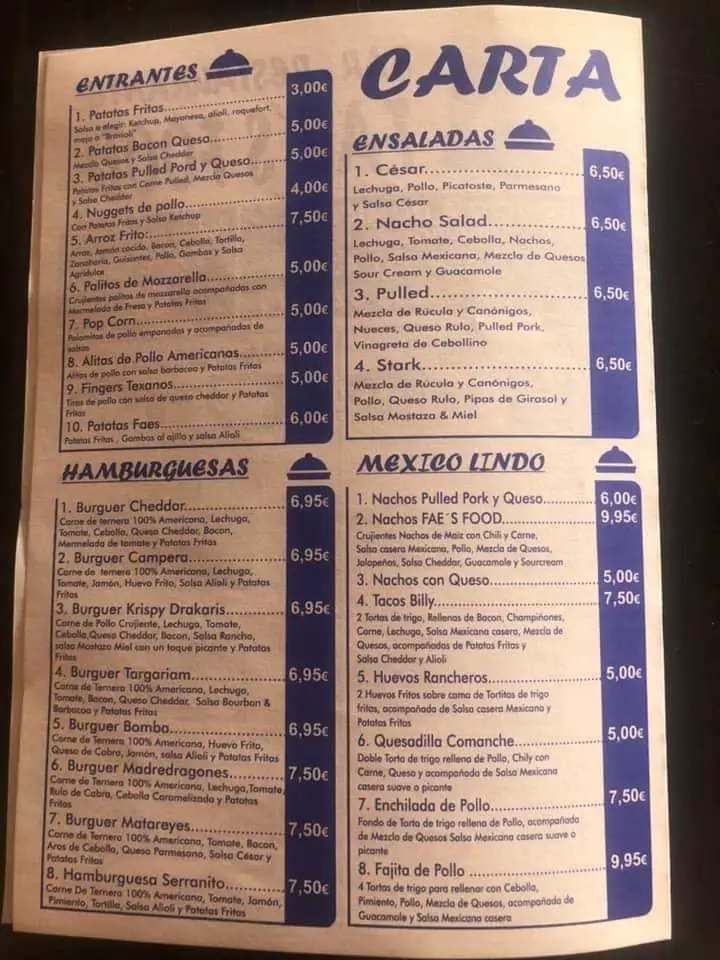 CARTA
ENTRANTES
1. Patatas Fritas 3,00€
Salsa a elegir: Ketchup, Mayonesa, alioli, roquefort,
mojo o "Bravioli"
2. Patatas Bacon Queso 5,00€
Mezcla Quesos y Salsa Cheddar
3. Patatas Pulled Pord y Queso 5,00€
Patatas Fritas con Carne Pulled, Mezcla Quesos
y Salsa Cheddar
4. Nuggets de pollo 4,00€
Con Patatas Fritas y Salsa Ketchup
5. Arroz Frito: 7,50€
Arroz, Jamón cocido, Bacon, Cebolla, Tortilla,
Zanahoria, Guisantes, Pollo, Gambas y Salsa
Agridulce
6. Palitos de Mozzarella 5,00€
Crujientes palitos de mozzarella acompañadas con
Mermelada de Fresa y Patatas Fritas
7. Pop Corn 5,00€
Palomitas de pollo empanadas y acompañadas de
salsas
8. Alitas de Pollo Americanas 5,00€
Alitas de pollo con salsa barbacoa y Patatas Fritas
9. Fingers Texanos 5,00€
Tiras de pollo con salsa de queso cheddar y Patatas
Fritas
10. Patatas Faes 6,00€
Patatas Fritas, Gambas al ajillo y salsa Alioli
ENSALADAS
1. César 6,50€
Lechuga, Pollo, Picatoste, Parmesano
y Salsa César
2. Nacho Salad 6,50€
Lechuga, Tomate, Cebolla, Nachos,
Pollo, Salsa Mexicana, Mezcla de Quesos
Sour Cream y Guacamole
3. Pulled 6,50€
Mezcla de Rúcula y Canónigos,
Nueces, Queso Rulo, Pulled Pork,
Vinagreta de Cebollino
4. Stark 6,50€
Mezcla de Rúcula y Canónigos,
Pollo, Queso Rulo, Pipas de Girasol y
Salsa Mostaza & Miel
HAMBURGUESAS
1. Burguer Cheddar 6,95€
Carne de ternera 100% Americana, Lechuga,
Tomate, Cebolla, Queso Cheddar, Bacon,
Mermelada de tomate y Patatas Fritas
2. Burguer Campera 6,95€
Carne de ternera 100% Americana, Lechuga,
Tomate, Jamón, Huevo Frito, Salsa Alioli y Patatas
Fritas
3. Burguer Krispy Drakaris 6,95€
Carne de Pollo Crujiente, Lechuga, Tomate,
Cebolla,Queso Cheddar, Bacon, Salsa Rancho,
salsa Mostaza Miel con un toque picante y Patatas
Fritas
4. Burguer Targariam 6,95€
Carne de Ternera 100% Americana, Lechuga,
Tomate, Bacon, Queso Cheddar, Salsa Bourbon &
Barbacoa y Patatas Fritas
5. Burguer Bomba 6,95€
Carne de Ternera 100% Americana, Huevo Frito,
Queso de Cabra, Jamón, salsa Alioli y Patatas Fritas
6. Burguer Madredragones 7,50€
Carne de Ternera 100% Americana, Lechuga,Tomate,
Rulo de Cabra, Cebolla Caramelizada y Patatas
Fritas
7. Burguer Matareyes 7,50€
Carne de Ternera 100% Americana, Tomate, Bacon,
Aros de Cebolla, Queso Parmesano, Salsa César y
Patatas Fritas
8. Hamburguesa Serranito 7,50€
Carne De Ternera 100% Americana, Tomate, Jamón,
Pimiento, Tortilla, Salsa Alioli y Patatas Fritas
MEXICO LINDO
1. Nachos Pulled Pork y Queso 6,00€
2. Nachos FAE´S FOOD 9,95€
Crujientes Nachos de Maiz con Chili y Carne,
Salsa casera Mexicana, Pollo, Mezcla de Quesos,
Jalapeños, Salsa Cheddar, Guacamole y Sourcream
3. Nachos con Queso 5,00€
4. Tacos Billy 7,50€
2 Tortas de trigo, Rellenas de Bacon, Champiñones,
Carne, Lechuga, Salsa Mexicana casera, Mezcla de
Quesos, acompañadas de Patatas Fritas y
Salsa Cheddar y Alioli
5. Huevos Rancheros 5,00€
2 Huevos Fritos sobre cama de Tortitas de trigo
fritas, acompañada de Salsa casera Mexicana y
Patatas Fritas
6. Quesadilla Comanche 5,00€
Doble Torta de trigo rellena de Pollo, Chily con
Carne, Queso y acompañada de Salsa Mexicana
casera suave o picante
7. Enchilada de Pollo 7,50€
Fondo de Torta de trigo rellena de Pollo, acompañada
de Mezcla de Quesos Salsa Mexicana casera suave o
picante
8. Fajita de Pollo 9,95€
4 Tortas de trigo para rellenar con Cebolla,
Pimiento, Pollo, Mezcla de Quesos, acompañada de
Guacamole y Salsa Mexicana casera